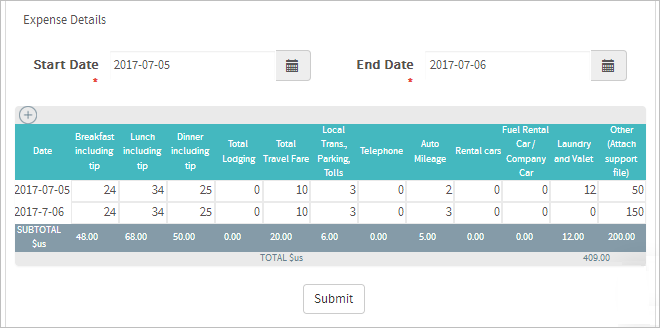 Expense Details
Start Date 2017-07-05 End Date 2017-07-06
* *
Date Breakfast including tip Lunch including tip Dinner including tip Total Lodging Total Travel Fare Local Trans., Parking, Tolls Telephone Auto Mileage Rental cars Fuel Rental Car / Company Car Laundry and Valet Other (Attach support file)
2017-07-05 24 34 25 0 10 3 0 2 0 0 12 50
2017-7-06 24 34 25 0 10 3 0 3 0 0 0 150
SUBTOTAL $us 48.00 68.00 50.00 0.00 20.00 6.00 0.00 5.00 0.00 0.00 12.00 200.00
TOTAL $us 409.00
Submit